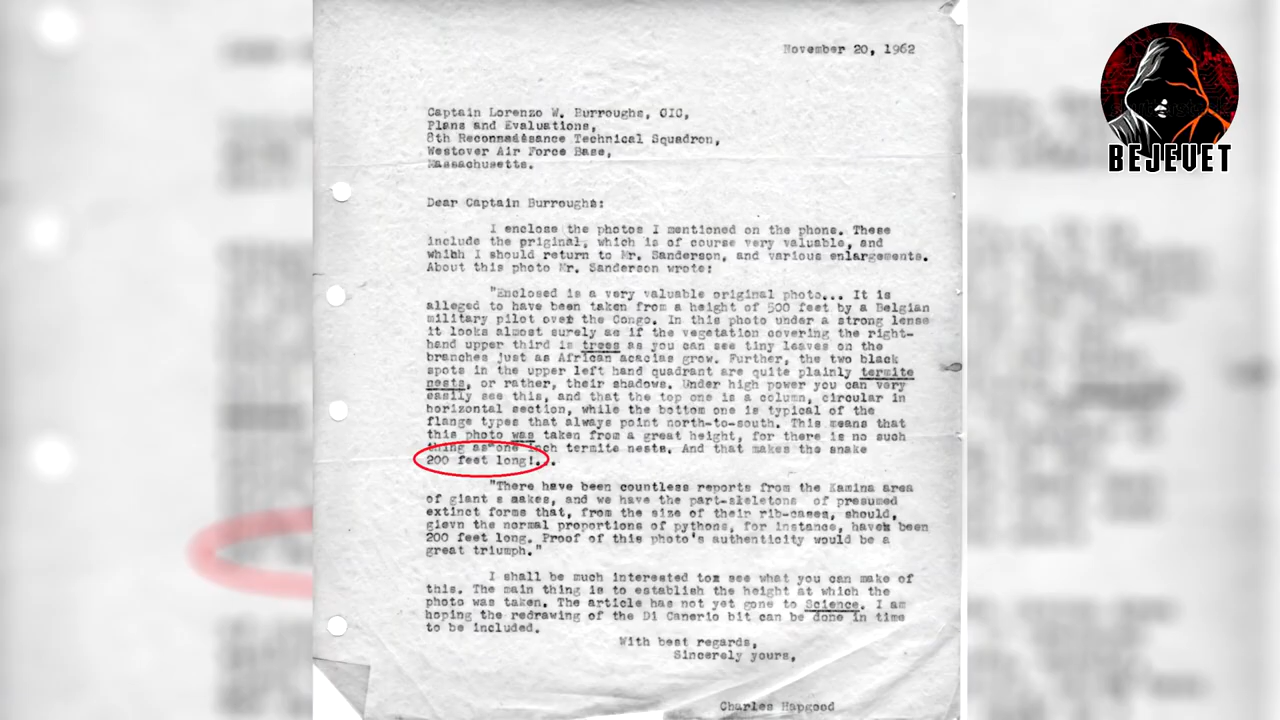 November 20, 1962
BEJEVET
Captain Lorenzo W. Burroughs, OIC,
Plans and Evaluations,
8th Reconnaissance Technical Squadron,
Westover Air Force Base,
Massachusetts.
Dear Captain Burroughs:
I enclose the photos I mentioned on the phone. These
include the priginal, which is of course very valuable, and
whibh I should return to Mr. Sanderson, and various enlargements.
About this photo Mr. Sanderson wrote:
"Enclosed is a very valuable original photo... It is
alleged to have been taken from a height of 500 feet by a Belgian
military pilot over the Congo. In this photo under a strong lense
it looks almost surely as if the vegetation covering the right-
hand upper third is trees as you can see tiny leaves on the
branches just as African acacias grow. Further, the two black
spots in the upper left hand quadrant are quite plainly termite
nests, or rather, their shadows. Under high power you can very
easily see this, and that the top one is a column, circular in
horizontal section, while the bottom one is typical of the
flange types that always point north-to-south. This means that
this photo was taken from a great height, for there is no such
thing as one inch termite nests. And that makes the snake
200 feet long!..
"There have been countless reports from the Kamina area
of giant s makes, and we have the part-skeletons of presumed
extinct forms that, from the size of their rib-cases, should,
gievn the normal proportions of pythons, for instance, have been
200 feet long. Proof of this photo's authenticity would be a
great triumph."
I shall be much interested to see what you can make of
this. The main thing is to establish the height at which the
photo was taken. The article has not yet gone to Science. I am
hoping the redrawing of the Di Canerio bit can be done in time
to be included.
With best regards,
Sincerely yours,
Charles Hapgood